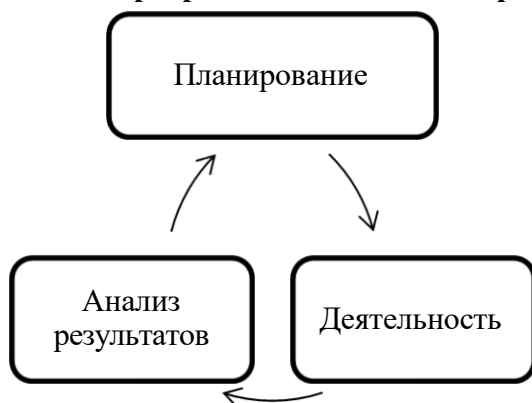 Планирование
Анализ
результатов
Деятельность